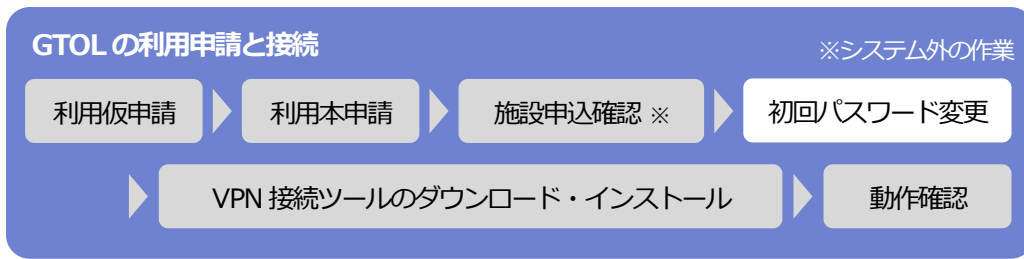 GTOL の利用申請と接続
※システム外の作業
利用仮申請
利用本申請
施設申込確認 ※
初回パスワード変更
VPN 接続ツールのダウンロード・インストール
動作確認